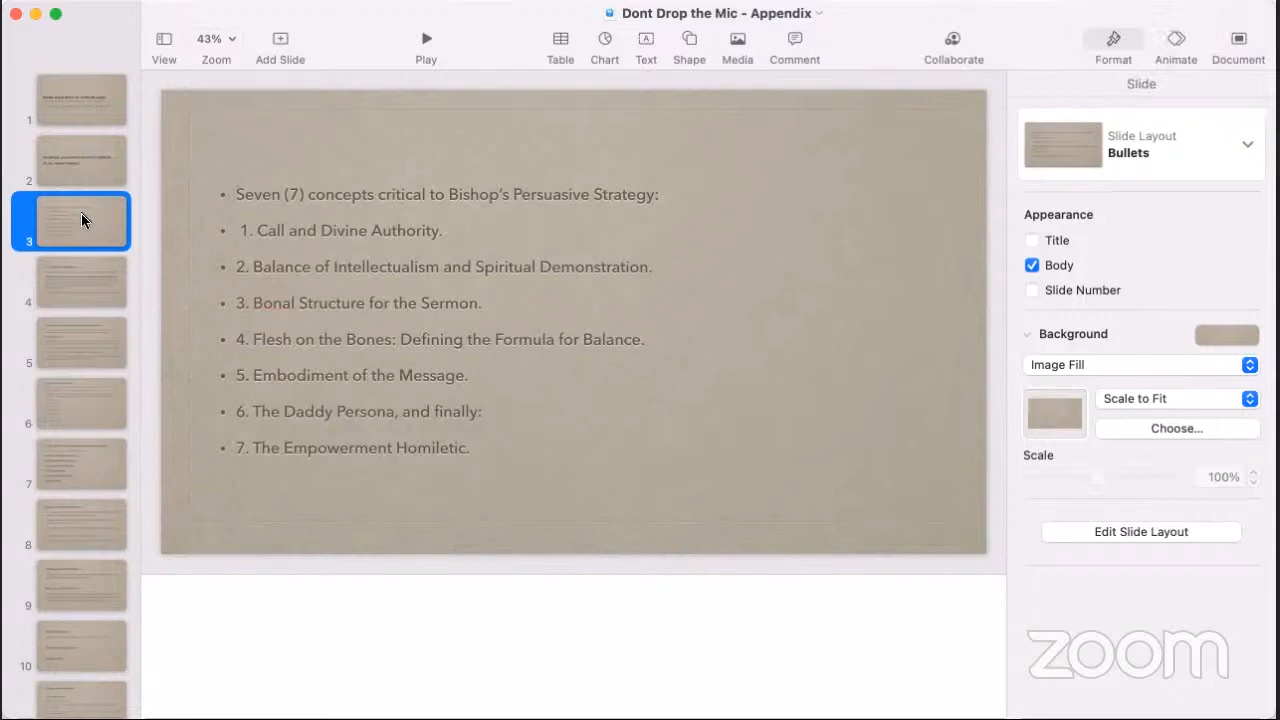 Dont Drop the Mic - Appendix
43%
View
Zoom
Add Slide
Play
Table
Chart
Text
Shape
Media
Comment
Collaborate
Format
Animate
Document
1
2
3
4
5
6
7
8
9
10
• Seven (7) concepts critical to Bishop’s Persuasive Strategy:
• 1. Call and Divine Authority.
• 2. Balance of Intellectualism and Spiritual Demonstration.
• 3. Bonal Structure for the Sermon.
• 4. Flesh on the Bones: Defining the Formula for Balance.
• 5. Embodiment of the Message.
• 6. The Daddy Persona, and finally:
• 7. The Empowerment Homiletic.
Slide
Slide Layout
Bullets
Appearance
Title
Body
Slide Number
Background
Image Fill
Scale to Fit
Choose...
Scale
100%
Edit Slide Layout
zoom